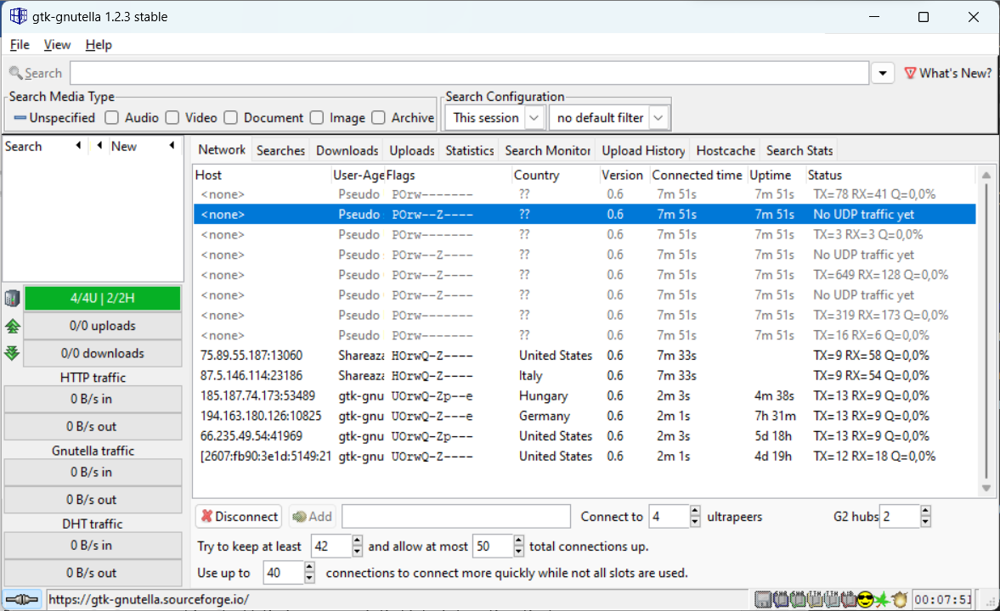 gtk-gnutella 1.2.3 stable
File View Help
Search What's New?
Search Media Type Search Configuration
Unspecified Audio Video Document Image Archive This session no default filter
Search New Network Searches Downloads Uploads Statistics Search Monitor Upload History Hostcache Search Stats
Host User-Age Flags Country Version Connected time Uptime Status
<none> Pseudo POrw------- ?? 0.6 7m 51s 7m 51s TX=78 RX=41 Q=0,0%
<none> Pseudo POrw--Z---- ?? 0.6 7m 51s 7m 51s No UDP traffic yet
<none> Pseudo POrw------- ?? 0.6 7m 51s 7m 51s TX=3 RX=3 Q=0,0%
<none> Pseudo POrw--Z---- ?? 0.6 7m 51s 7m 51s No UDP traffic yet
<none> Pseudo POrw------- ?? 0.6 7m 51s 7m 51s TX=649 RX=128 Q=0,0%
<none> Pseudo POrw--Z---- ?? 0.6 7m 51s 7m 51s No UDP traffic yet
<none> Pseudo POrw------- ?? 0.6 7m 51s 7m 51s TX=319 RX=173 Q=0,0%
<none> Pseudo POrw------- ?? 0.6 7m 51s 7m 51s TX=16 RX=6 Q=0,0%
75.89.55.187:13060 Shareaza HOrwQ-Z---- United States 0.6 7m 33s TX=9 RX=58 Q=0,0%
87.5.146.114:23186 Shareaza HOrwQ-Z---- Italy 0.6 7m 33s TX=9 RX=54 Q=0,0%
185.187.74.173:53489 gtk-gnu UOrwQ-Zp--e Hungary 0.6 2m 3s 4m 38s TX=13 RX=9 Q=0,0%
194.163.180.126:10825 gtk-gnu UOrwQ-Z---e Germany 0.6 2m 1s 7h 31m TX=13 RX=9 Q=0,0%
66.235.49.54:41969 gtk-gnu UOrwQ-Zp--- United States 0.6 2m 3s 5d 18h TX=13 RX=9 Q=0,0%
[2607:fb90:3e1d:5149:21 gtk-gnu UOrwQ-Z---- United States 0.6 2m 1s 4d 19h TX=12 RX=18 Q=0,0%
4/4U | 2/2H
0/0 uploads
0/0 downloads
HTTP traffic
0 B/s in
0 B/s out
Gnutella traffic
0 B/s in
0 B/s out
DHT traffic
0 B/s in
0 B/s out
Disconnect Add Connect to 4 ultrapeers G2 hubs 2
Try to keep at least 42 and allow at most 50 total connections up.
Use up to 40 connections to connect more quickly while not all slots are used.
https://gtk-gnutella.sourceforge.io/ 00:07:51